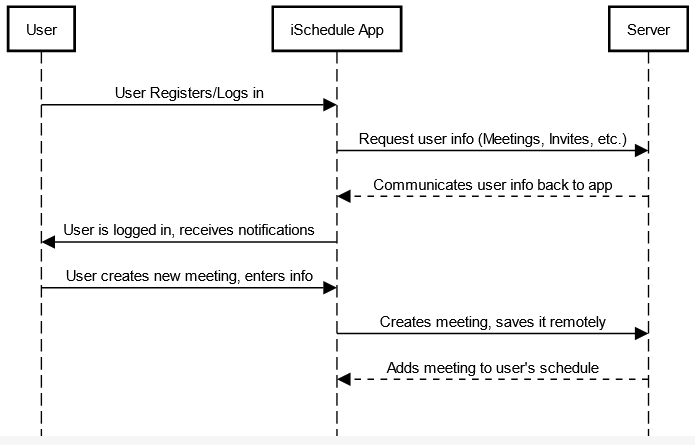 User
iSchedule App
Server
User Registers/Logs in
Request user info (Meetings, Invites, etc.)
Communicates user info back to app
User is logged in, receives notifications
User creates new meeting, enters info
Creates meeting, saves it remotely
Adds meeting to user's schedule